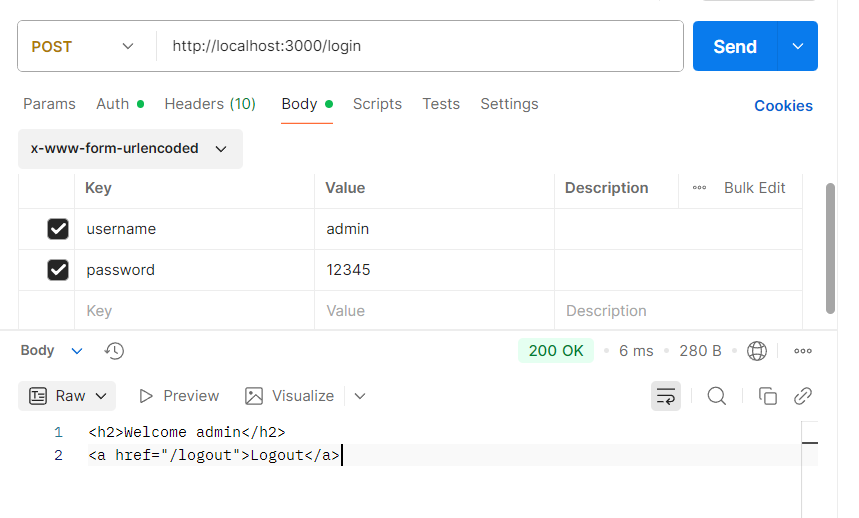 POST http://localhost:3000/login Send
Params Auth Headers (10) Body Scripts Tests Settings Cookies
x-www-form-urlencoded
Key Value Description Bulk Edit
username admin
password 12345
Key Value Description
Body 200 OK 6 ms 280 B
Raw Preview Visualize
1 <h2>Welcome admin</h2>
2 <a href="/logout">Logout</a>